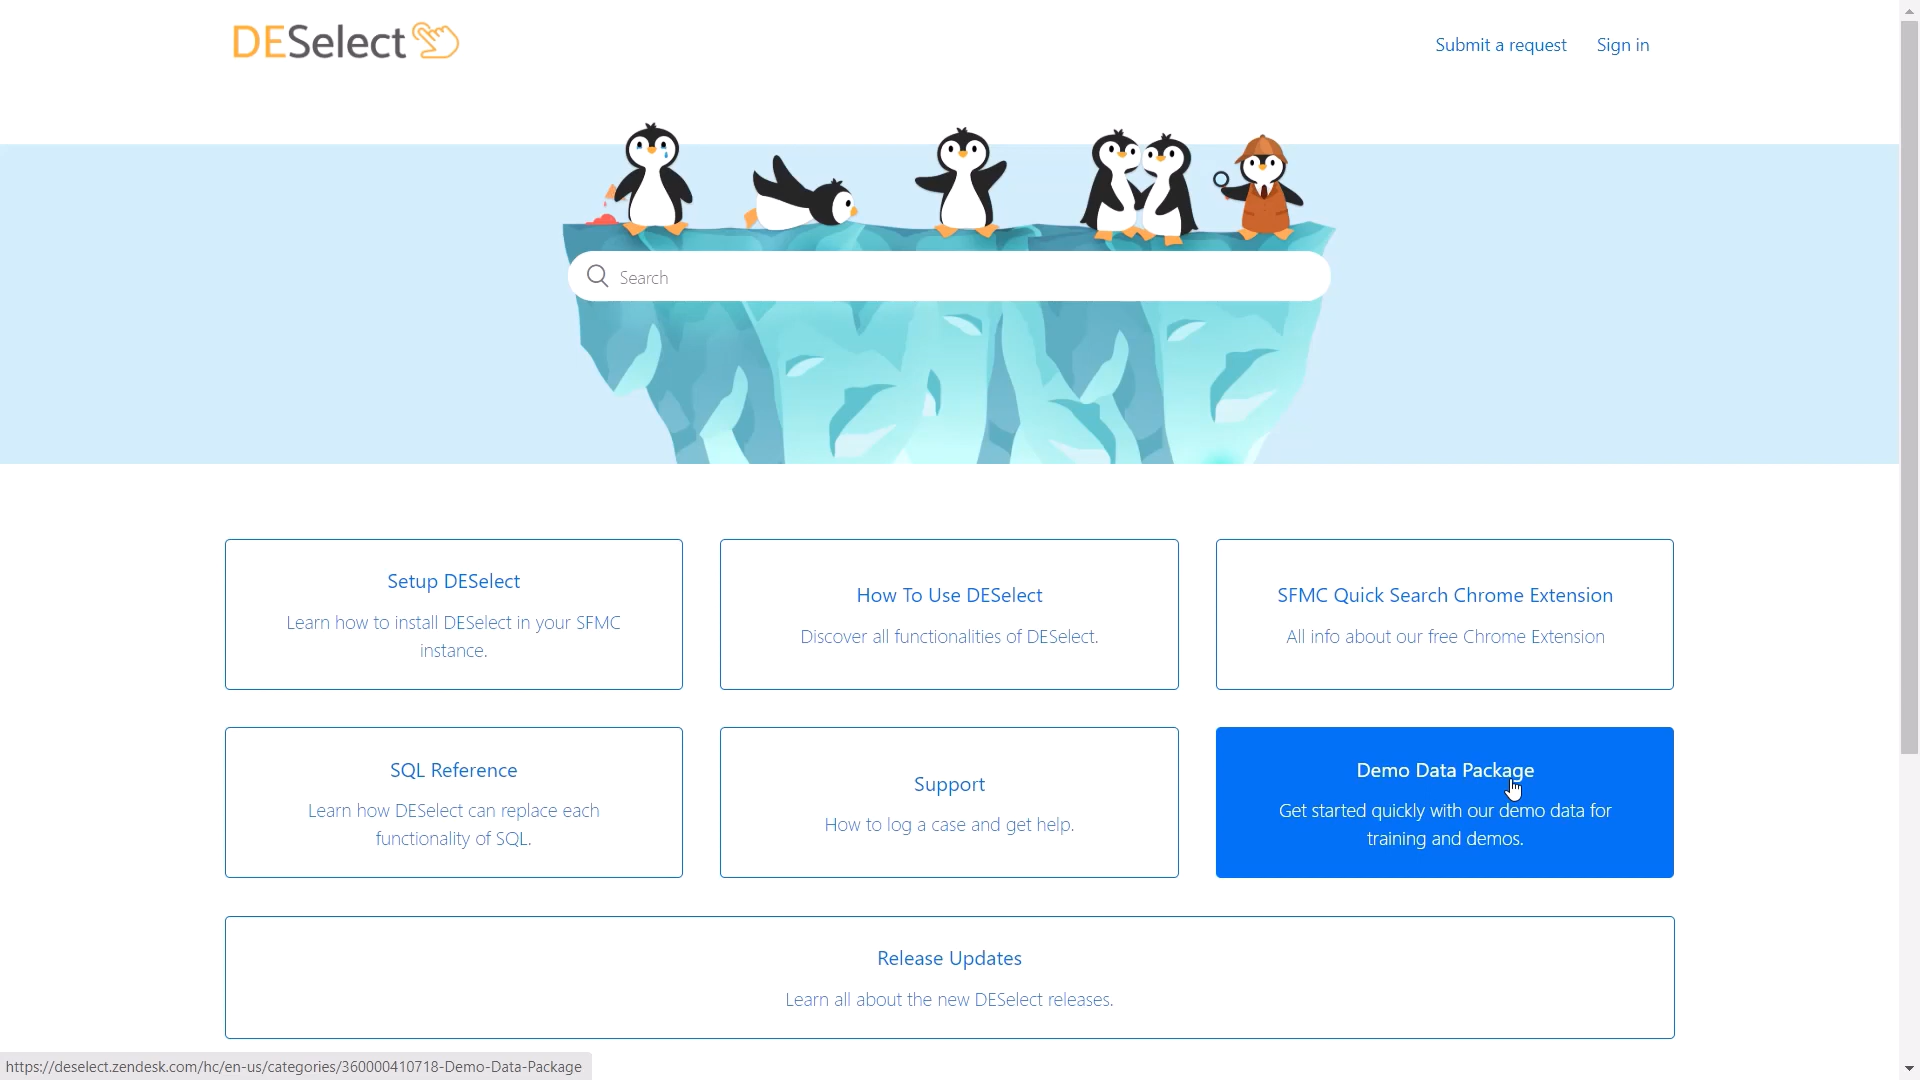 DESelect
Submit a request
Sign in
Search
Setup DESelect
Learn how to install DESelect in your SFMC
instance.
How To Use DESelect
Discover all functionalities of DESelect.
SFMC Quick Search Chrome Extension
All info about our free Chrome Extension
SQL Reference
Learn how DESelect can replace each
functionality of SQL.
Support
How to log a case and get help.
Demo Data Package
Get started quickly with our demo data for
training and demos.
Release Updates
Learn all about the new DESelect releases.
https://deselect.zendesk.com/hc/en-us/categories/360000410718-Demo-Data-Package